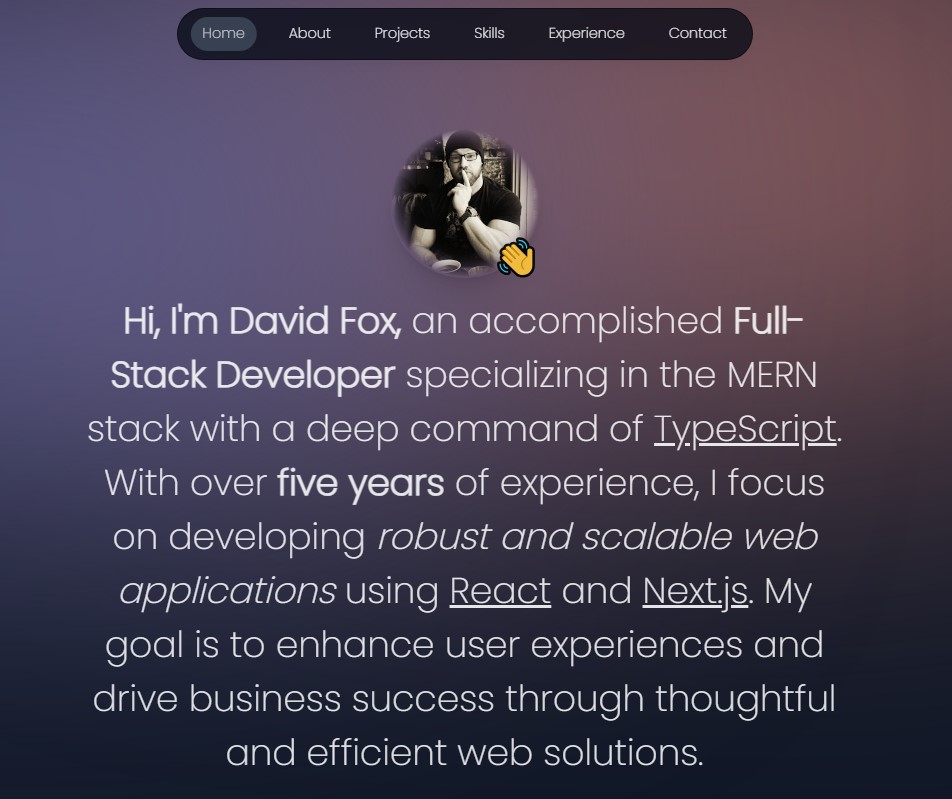 Home About Projects Skills Experience Contact
Hi, I'm David Fox, an accomplished Full-
Stack Developer specializing in the MERN
stack with a deep command of TypeScript.
With over five years of experience, I focus
on developing robust and scalable web
applications using React and Next.js. My
goal is to enhance user experiences and
drive business success through thoughtful
and efficient web solutions.